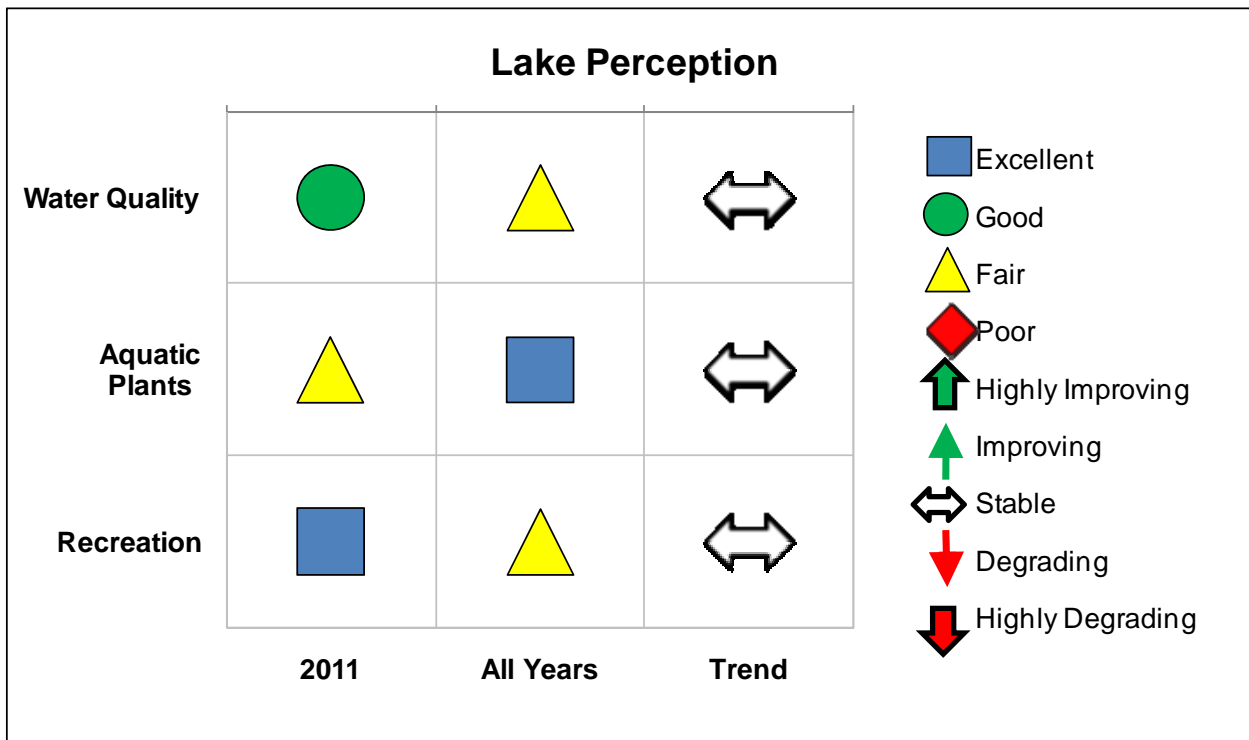 Lake Perception
Water Quality
Aquatic
Plants
Recreation
2011
All Years
Trend
Excellent
Good
Fair
Poor
Highly Improving
Improving
Stable
Degrading
Highly Degrading